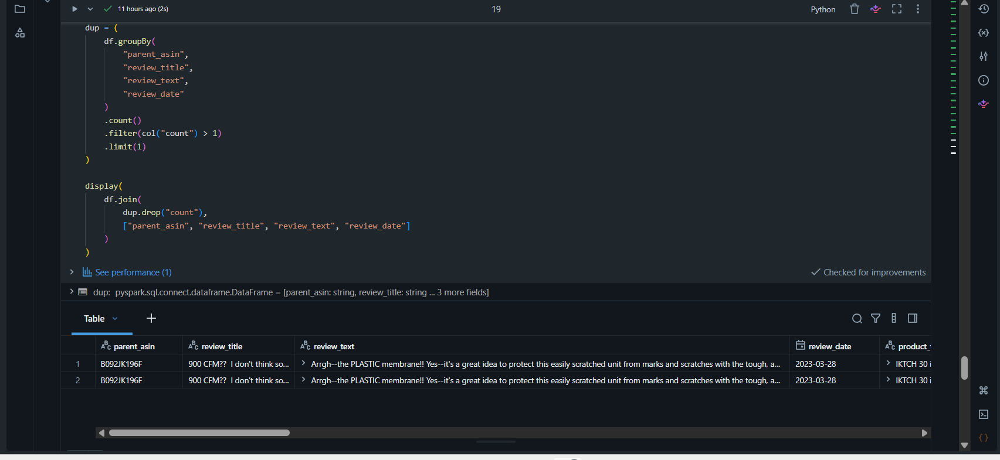 11 hours ago (2s)
19
Python
dup = (
df.groupBy(
"parent_asin",
"review_title",
"review_text",
"review_date"
)
.count()
.filter(col("count") > 1)
.limit(1)
)
display(
df.join(
dup.drop("count"),
["parent_asin", "review_title", "review_text", "review_date"]
)
)
See performance (1)
Checked for improvements
dup: pyspark.sql.connect.dataframe.DataFrame = [parent_asin: string, review_title: string ... 3 more fields]
Table
parent_asin review_title review_text review_date product_
1 B092JK196F 900 CFM?? I don't think so... Arrgh--the PLASTIC membrane!! Yes--it's a great idea to protect this easily scratched unit from marks and scratches with the tough, a... 2023-03-28 IKTCH 30 i
2 B092JK196F 900 CFM?? I don't think so... Arrgh--the PLASTIC membrane!! Yes--it's a great idea to protect this easily scratched unit from marks and scratches with the tough, a... 2023-03-28 IKTCH 30 i